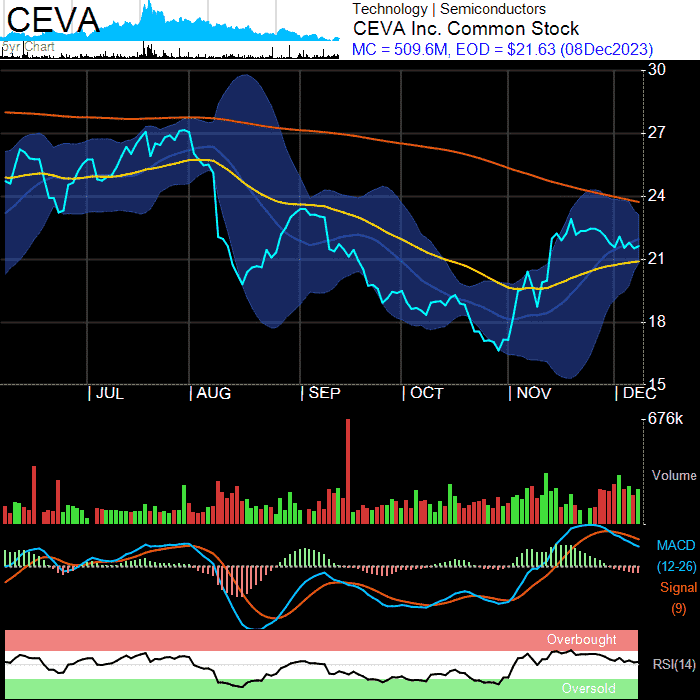 CEVA
5yr Chart
Technology | Semiconductors
CEVA Inc. Common Stock
MC = 509.6M, EOD = $21.63 (08Dec2023)
30
27
24
21
18
15
JUL
AUG
SEP
OCT
NOV
DEC
676k
Volume
MACD
(12-26)
Signal
(9)
Overbought
RSI(14)
Oversold